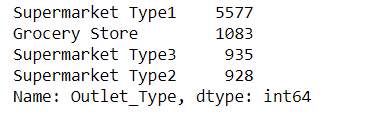 Supermarket Type1    5577
Grocery Store        1083
Supermarket Type3     935
Supermarket Type2     928
Name: Outlet_Type, dtype: int64